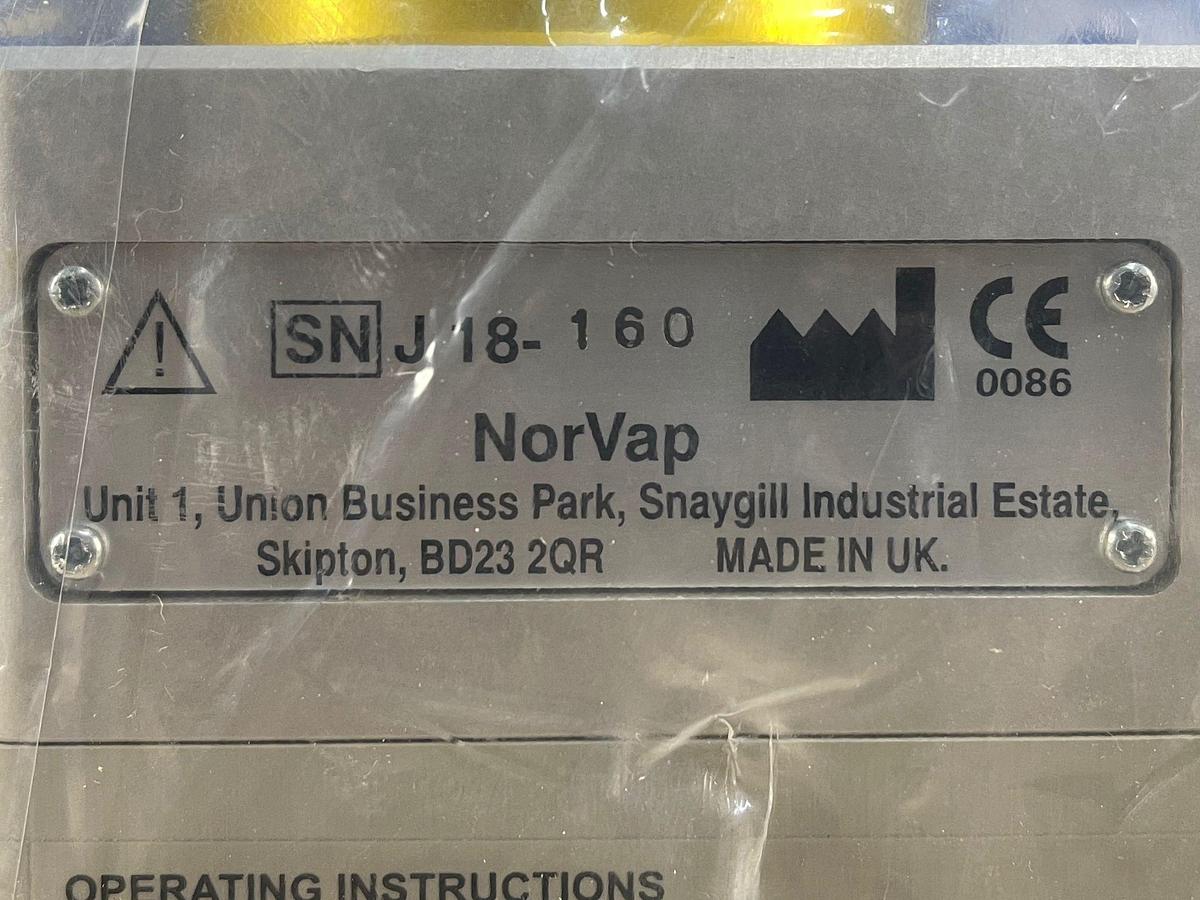 SN J 18- 160
CE
0086
NorVap
Unit 1, Union Business Park, Snaygill Industrial Estate,
Skipton, BD23 2QR MADE IN UK.
OPERATING INSTRUCTIONS